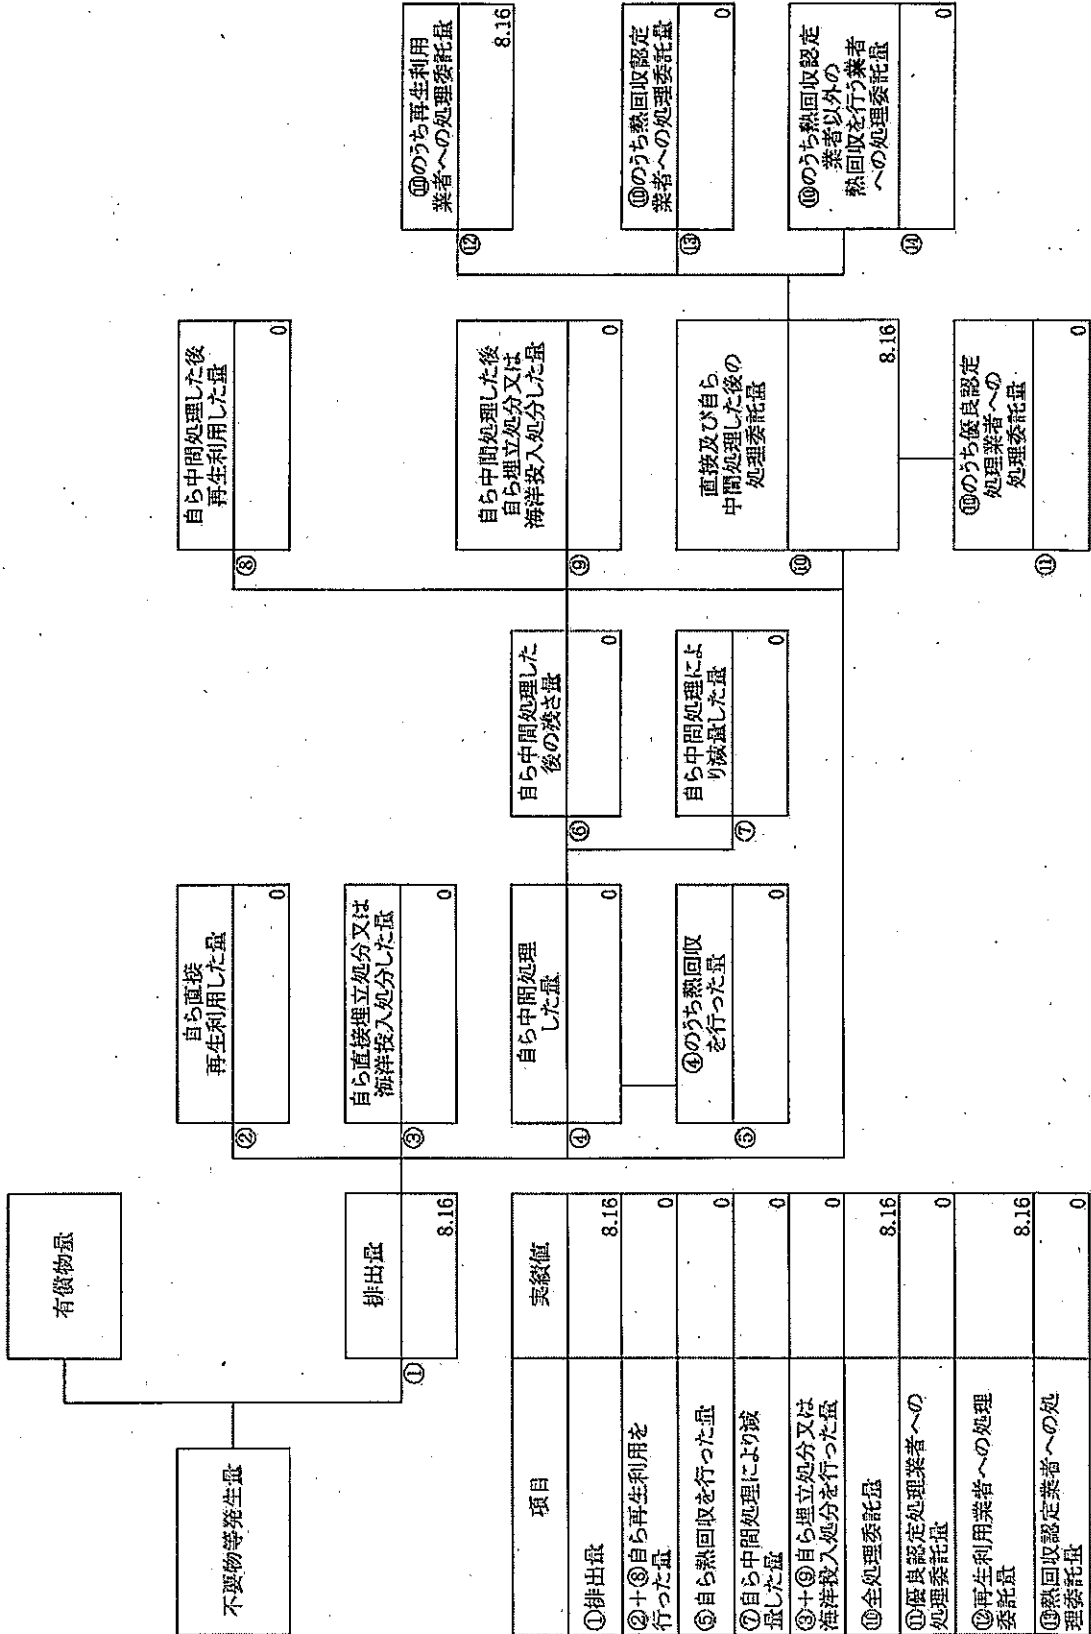 不要物等発生量
有償物量
排出量
①
8.16
自ら直接
再生利用した量
②
0
自ら直接埋立処分又は
海洋投入処分した量
③
0
自ら中間処理
した量
④
0
④のうち熱回収
を行った量
⑤
0
自ら中間処理した
後の残さ量
⑥
0
自ら中間処理によ
り減量した量
⑦
0
自ら中間処理した後
再生利用した量
⑧
0
自ら中間処理した後
自ら埋立処分又は
海洋投入処分した量
⑨
0
直接及び自ら
中間処理した後の
処理委託量
⑩
8.16
⑩のうち優良認定
処理業者への
処理委託量
⑪
0
⑩のうち再生利用
業者への処理委託量
⑫
8.16
⑩のうち熱回収認定
業者への処理委託量
⑬
0
⑩のうち熱回収認定
業者以外の
熱回収を行う業者
への処理委託量
⑭
0
項目
実績値
①排出量
8.16
②+⑧自ら再生利用を
行った量
0
⑤自ら熱回収を行った量
0
⑦自ら中間処理により減
量した量
0
③+⑨自ら埋立処分又は
海洋投入処分を行った量
0
⑩全処理委託量
8.16
⑪優良認定処理業者への
処理委託量
0
⑫再生利用業者への処理
委託量
8.16
⑬熱回収認定業者への処
理委託量
0